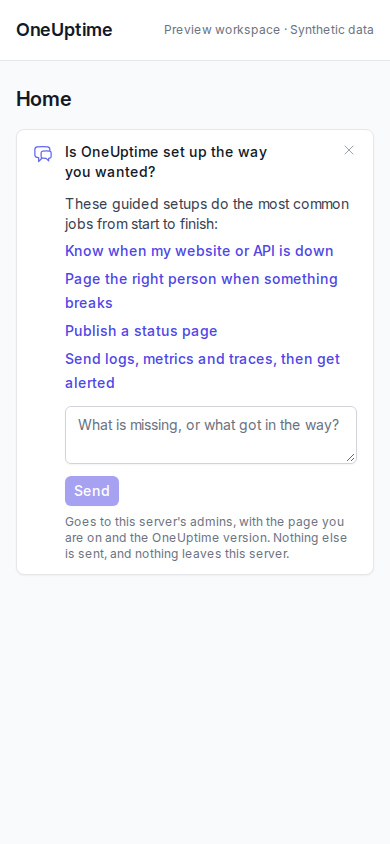 OneUptime
Preview workspace · Synthetic data
Home
Is OneUptime set up the way
you wanted?
These guided setups do the most common
jobs from start to finish:
Know when my website or API is down
Page the right person when something
breaks
Publish a status page
Send logs, metrics and traces, then get
alerted
What is missing, or what got in the way?
Send
Goes to this server's admins, with the page you
are on and the OneUptime version. Nothing else
is sent, and nothing leaves this server.